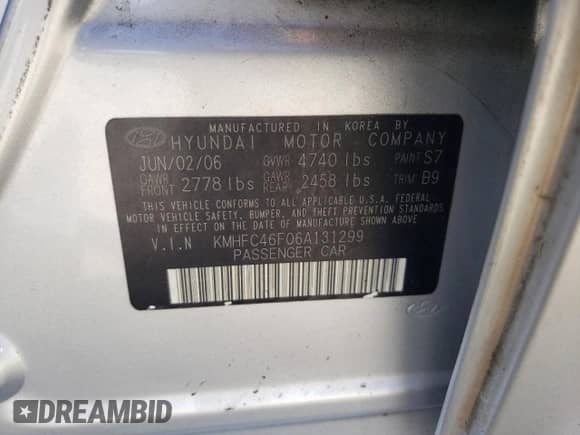 MANUFACTURED IN KOREA BY
HYUNDAI MOTOR COMPANY
JUN/02/06 GVWR 4740 lbs PAINT S7
GAWR FRONT 2778 lbs GAWR REAR 2458 lbs TRIM B9
THIS VEHICLE CONFORMS TO ALL APPLICABLE U.S.A. FEDERAL
MOTOR VEHICLE SAFETY, BUMPER, AND THEFT PREVENTION STANDARDS
IN EFFECT ON THE DATE OF MANUFACTURE SHOWN ABOVE.
V.I.N KMHFC46F06A131299
PASSENGER CAR
DREAMBID